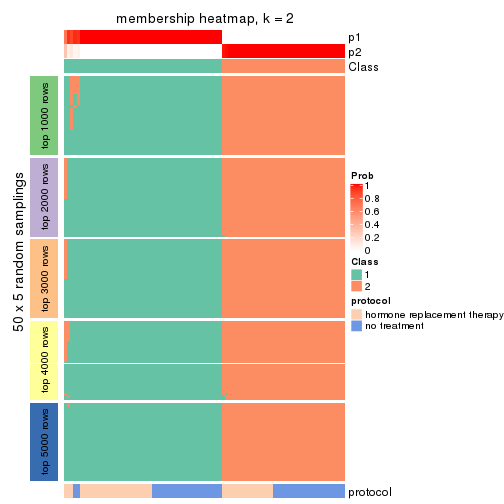 membership heatmap, k = 2
p1
p2
Class
50 x 5 random samplings
top 1000 rows
top 2000 rows
top 3000 rows
top 4000 rows
top 5000 rows
Prob
1
0.8
0.6
0.4
0.2
0
Class
1
2
protocol
hormone replacement therapy
no treatment
protocol